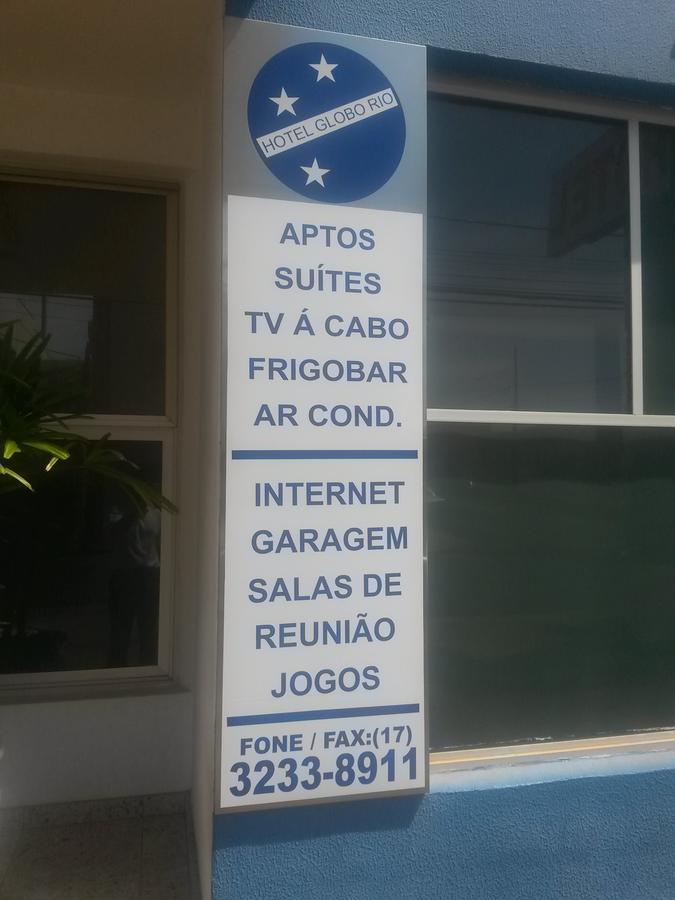 HOTEL GLOBO RIO
APTOS
SUÍTES
TV Á CABO
FRIGOBAR
AR COND.
INTERNET
GARAGEM
SALAS DE
REUNIÃO
JOGOS
FONE / FAX:(17)
3233-8911